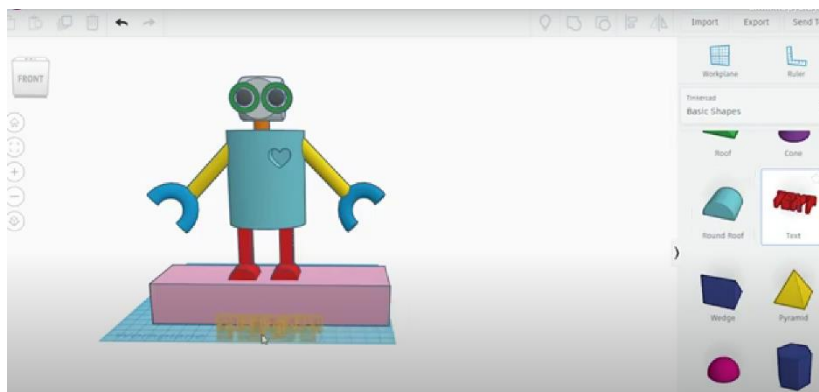 Import Export Send T
FRONT
Workplane Ruler
Tinkercad
Basic Shapes
Roof Cone
Round Roof Text
Wedge Pyramid